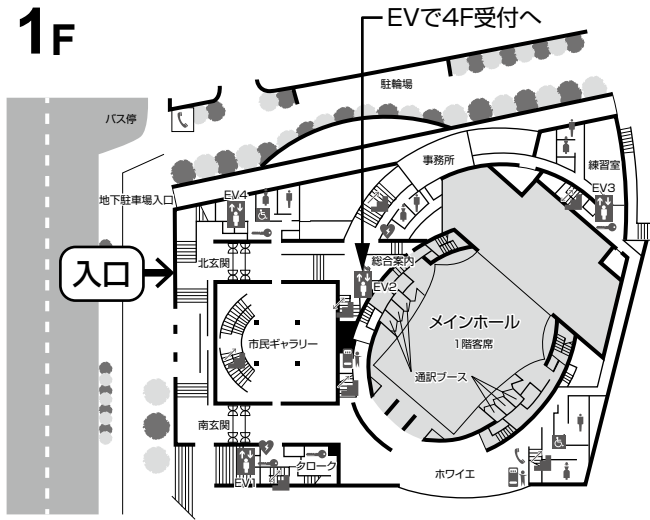 1F
EVで4F受付へ
駐輪場
バス停
事務所
練習室
地下駐車場入口
EV4
EV3
入口
北玄関
総合案内
EV2
メインホール
1階客席
市民ギャラリー
通訳ブース
南玄関
クローク
EV1
ホワイエ